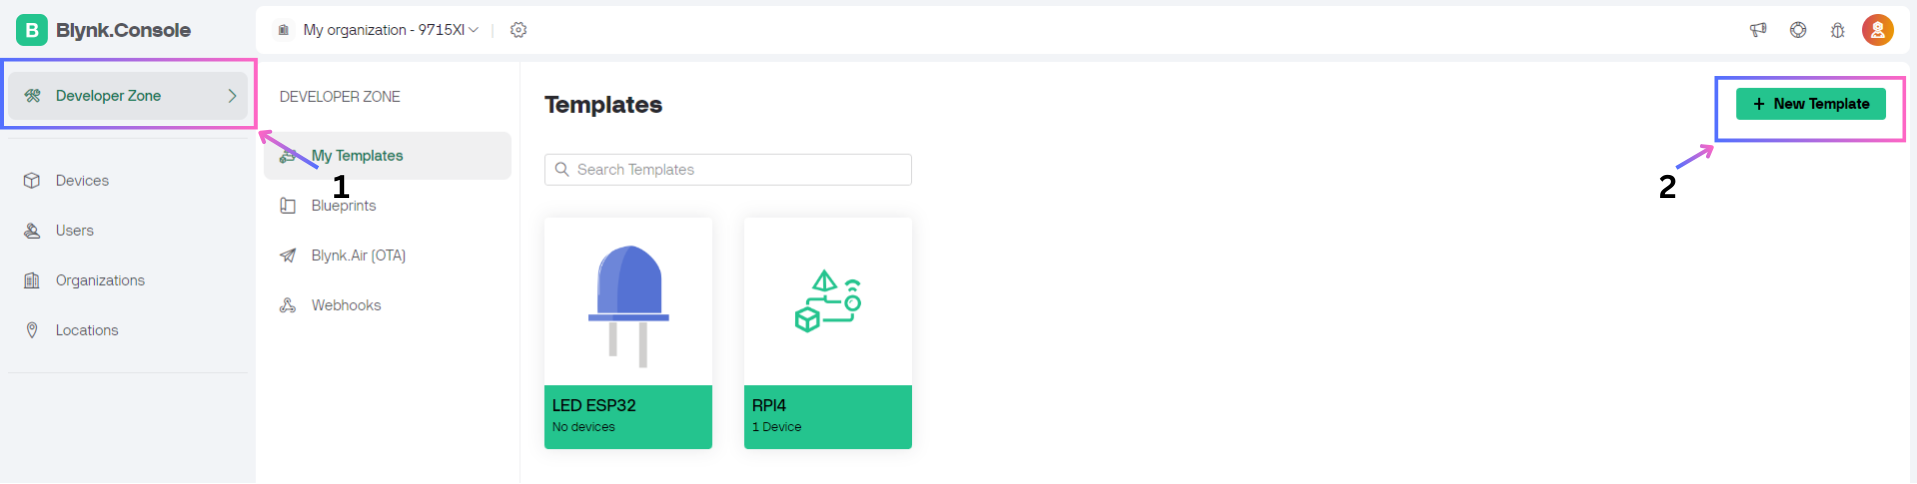 B Blynk.Console
My organization - 9715XI
Developer Zone
Devices
Users
Organizations
Locations
DEVELOPER ZONE
My Templates
1
Blueprints
Blynk.Air (OTA)
Webhooks
Templates
+ New Template
2
Search Templates
LED ESP32
No devices
RPI4
1 Device